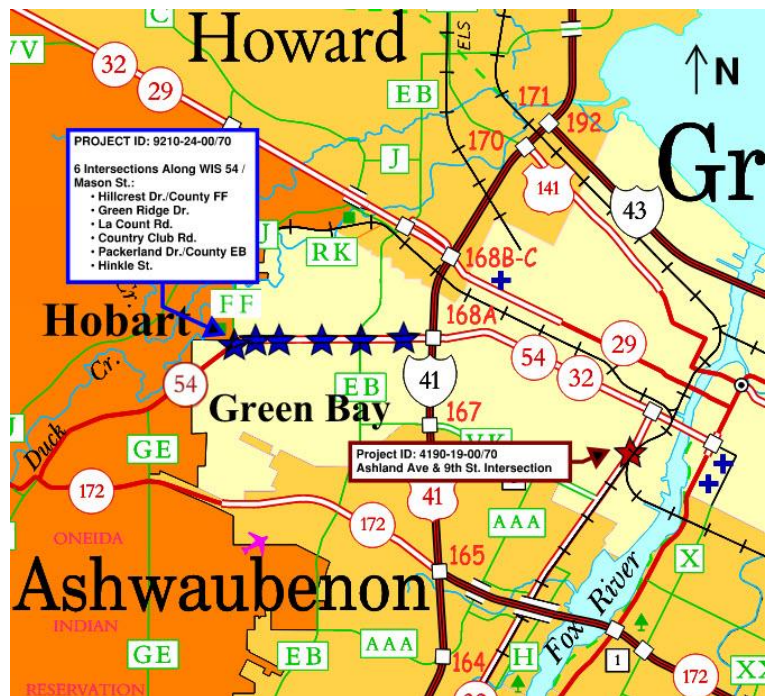 Howard
C
VV
ELS
32
29
EB
171
N
192
170
J
141
43
Gr
PROJECT ID: 9210-24-00/70
6 Intersections Along WIS 54 /
Mason St.:
• Hillcrest Dr./County FF
• Green Ridge Dr.
• La Count Rd.
• Country Club Rd.
• Packerland Dr./County EB
• Hinkle St.
RK
168B-C
Cr.
FF
Hobart
168A
54
32
29
Cr.
54
EB
41
Green Bay
167
Project ID: 4190-19-00/70
Ashland Ave & 9th St. Intersection
Duck
GE
172
41
172
AAA
ONEIDA
165
X
Ashwaubenon
Fox River
INDIAN
AAA
GE
EB
164
H
1
172
XX
RESERVATION